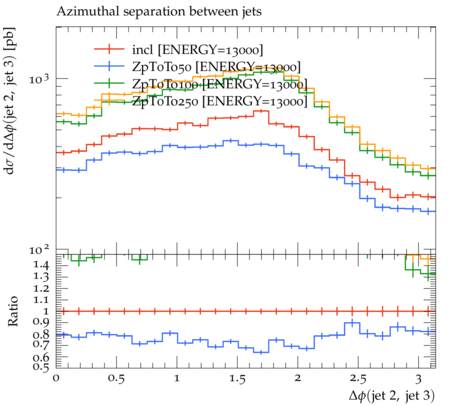 Azimuthal separation between jets
dσ/dΔϕ(jet 2, jet 3) [pb]
10³
10²
incl [ENERGY=13000]
ZpToTo50 [ENERGY=13000]
ZpToTo100 [ENERGY=13000]
ZpToTo250 [ENERGY=13000]
Ratio
1.4
1.3
1.2
1.1
1
0.9
0.8
0.7
0.6
0.5
0 0.5 1 1.5 2 2.5 3
Δϕ(jet 2, jet 3)